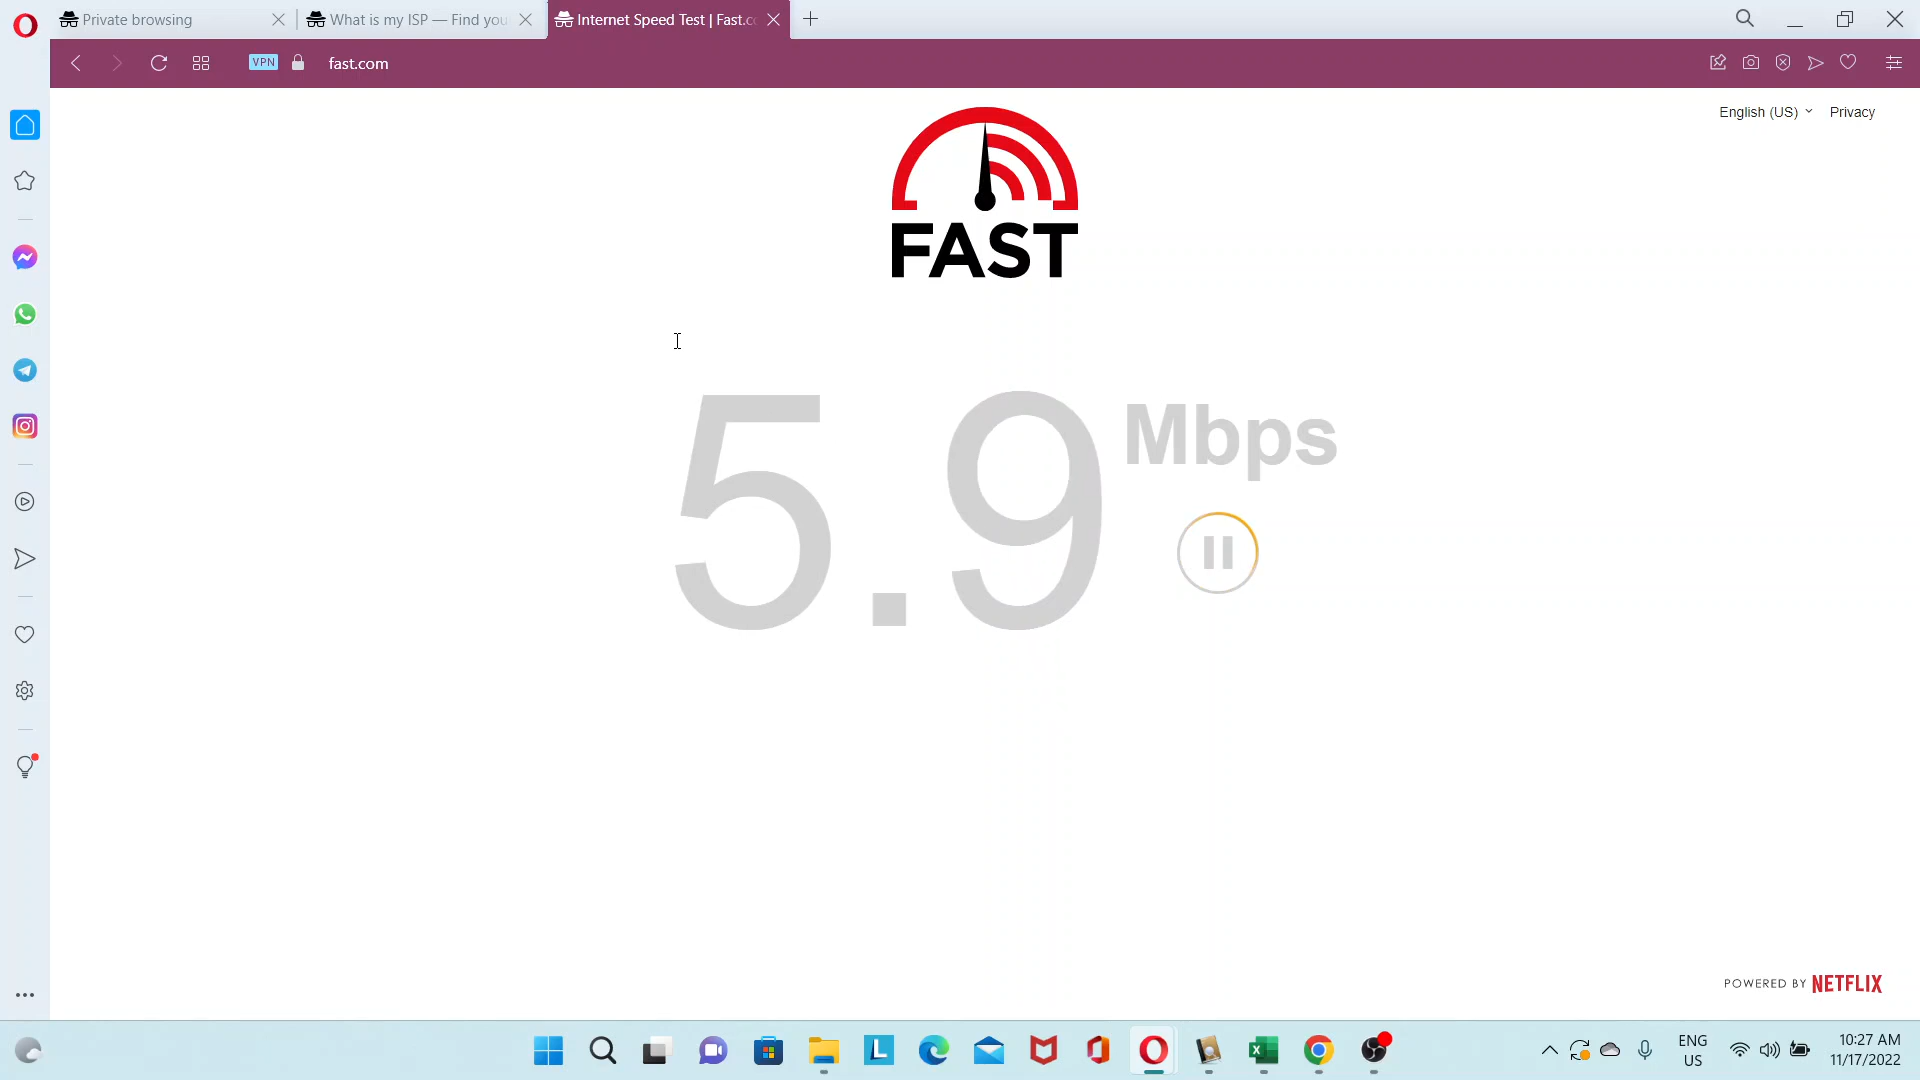 Private browsing
What is my ISP — Find you
Internet Speed Test | Fast.c
VPN
fast.com
English (US)
Privacy
FAST
5.9 Mbps
POWERED BY NETFLIX
L
X
ENG
US
10:27 AM
11/17/2022